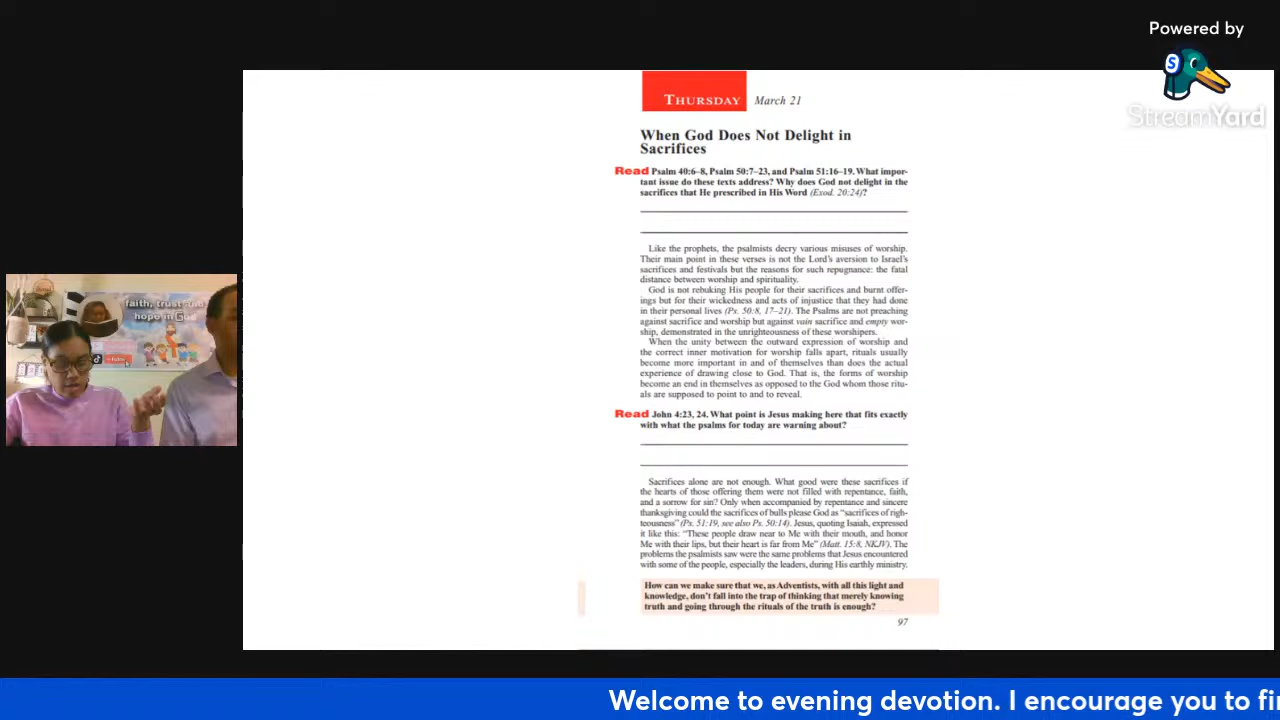 Powered by
StreamYard
THURSDAY March 21
When God Does Not Delight in
Sacrifices
Read Psalm 40:6–8, Psalm 50:7–23, and Psalm 51:16–19. What impor-
tant issue do these texts address? Why does God not delight in the
sacrifices that He prescribed in His Word (Exod. 20:24)?
Like the prophets, the psalmists decry various misuses of worship.
Their main point in these verses is not the Lord's aversion to Israel's
sacrifices and festivals but the reasons for such repugnance: the fatal
distance between worship and spirituality.
God is not rebuking His people for their sacrifices and burnt offer-
ings but for their wickedness and acts of injustice that they had done
in their personal lives (Ps. 50:8, 17–21). The Psalms are not preaching
against sacrifice and worship but against vain sacrifice and empty wor-
ship, demonstrated in the unrighteousness of these worshipers.
When the unity between the outward expression of worship and
the correct inner motivation for worship falls apart, rituals usually
become more important in and of themselves than does the actual
experience of drawing close to God. That is, the forms of worship
become an end in themselves as opposed to the God whom those ritu-
als are supposed to point to and to reveal.
Read John 4:23, 24. What point is Jesus making here that fits exactly
with what the psalms for today are warning about?
Sacrifices alone are not enough. What good were these sacrifices if
the hearts of those offering them were not filled with repentance, faith,
and a sorrow for sin? Only when accompanied by repentance and sincere
thanksgiving could the sacrifices of bulls please God as “sacrifices of righ-
teousness” (Ps. 51:19, see also Ps. 50:14). Jesus, quoting Isaiah, expressed
it like this: “These people draw near to Me with their mouth, and honor
Me with their lips, but their heart is far from Me” (Matt. 15:8, NKJV). The
problems the psalmists saw were the same problems that Jesus encountered
with some of the people, especially the leaders, during His earthly ministry.
How can we make sure that we, as Adventists, with all this light and
knowledge, don't fall into the trap of thinking that merely knowing
truth and going through the rituals of the truth is enough?
97
faith, trust and
hope in God
Welcome to evening devotion. I encourage you to fi